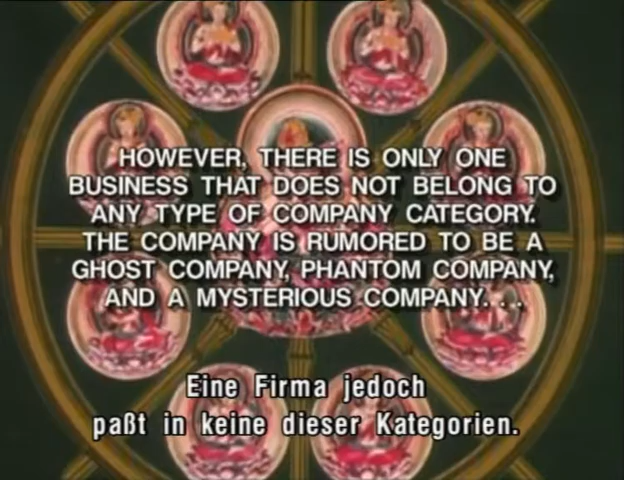 HOWEVER, THERE IS ONLY ONE
BUSINESS THAT DOES NOT BELONG TO
ANY TYPE OF COMPANY CATEGORY.
THE COMPANY IS RUMORED TO BE A
GHOST COMPANY, PHANTOM COMPANY,
AND A MYSTERIOUS COMPANY....
Eine Firma jedoch
paßt in keine dieser Kategorien.